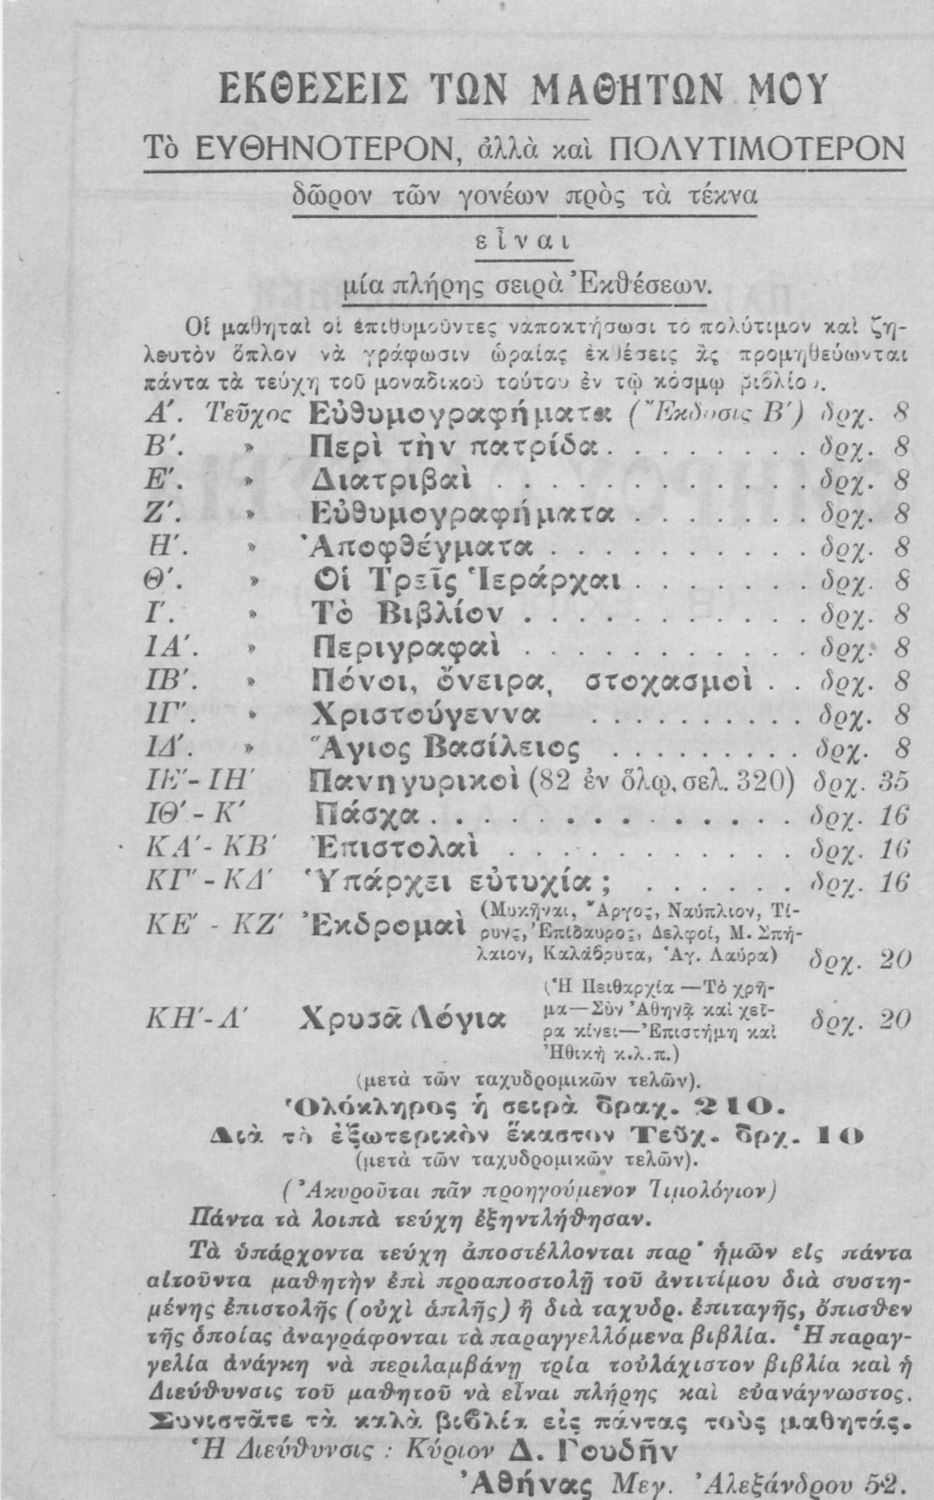 ΕΚΘΕΣΕΙΣ ΤΩΝ ΜΑΘΗΤΩΝ ΜΟΥ
Τὸ ΕΥΘΗΝΟΤΕΡΟΝ, ἀλλὰ καὶ ΠΟΛΥΤΙΜΟΤΕΡΟΝ
δῶρον τῶν γονέων πρὸς τὰ τέκνα
εἶναι
μία πλήρης σειρὰ Ἐκθέσεων.
Οἱ μαθηταὶ οἱ ἐπιθυμοῦντες νἀποκτήσωσι τὸ πολύτιμον καὶ ζη-
λευτὸν ὅπλον νὰ γράφωσιν ὡραίας ἐκθέσεις ἂς προμηθεύωνται
πάντα τὰ τεύχη τοῦ μοναδικοῦ τούτου ἐν τῷ κόσμῳ βιβλίου.
Α΄. Τεῦχος Εὐθυμογραφήματα (Ἔκδοσις Β΄) δρχ. 8
Β΄. » Περὶ τὴν πατρίδα. . . . . . . . . δρχ. 8
Ε΄. » Διατριβαὶ . . . . . . . . . . . . . δρχ. 8
Ζ΄. » Εὐθυμογραφήματα . . . . . . . δρχ. 8
Η΄. » Ἀποφθέγματα . . . . . . . . . . . δρχ. 8
Θ΄. » Οἱ Τρεῖς Ἱεράρχαι . . . . . . . δρχ. 8
Γ΄. » Τὸ Βιβλίον . . . . . . . . . . . . δρχ. 8
ΙΑ΄. » Περιγραφαὶ . . . . . . . . . . . . δρχ. 8
ΙΒ΄. » Πόνοι, ὄνειρα, στοχασμοὶ . . δρχ. 8
ΙΓ΄. » Χριστούγεννα . . . . . . . . . δρχ. 8
ΙΔ΄. » Ἅγιος Βασίλειος . . . . . . . . δρχ. 8
ΙΕ΄-ΙΗ΄ Πανηγυρικοὶ (82 ἐν ὅλῳ, σελ. 320) δρχ. 35
ΙΘ΄.- Κ΄ Πάσχα. . . . . . . . . . . . . . δρχ. 16
ΚΑ΄- ΚΒ΄ Ἐπιστολαὶ . . . . . . . . . . . δρχ. 16
ΚΓ΄-ΚΔ΄ Ὑπάρχει εὐτυχία; . . . . . . δρχ. 16
ΚΕ΄ - ΚΖ΄ Ἐκδρομαὶ (Μυκῆναι, Ἄργος, Ναύπλιον, Τί-
ρυνς, Ἐπίδαυρος, Δελφοί, Μ. Σπή-
λαιον, Καλάβρυτα, Ἁγ. Λαύρα) δρχ. 20
(Ἡ Πειθαρχία —Τὸ χρῆ-
ΚΗ΄-Λ΄ Χρυσᾶ Λόγια μα—Σὺν Ἀθηνᾷ καὶ χεῖ- δρχ. 20
ρα κίνει—Ἐπιστήμη καὶ
Ἠθικὴ κ.λ.π.)
(μετὰ τῶν ταχυδρομικῶν τελῶν).
Ὁλόκληρος ἡ σειρὰ δραχ. 210.
Διὰ τὸ ἐξωτερικὸν ἕκαστον Τεῦχ. δρχ. 10
(μετὰ τῶν ταχυδρομικῶν τελῶν).
(Ἀκυροῦται πᾶν προηγούμενον Τιμολόγιον)
Πάντα τὰ λοιπὰ τεύχη ἐξηντλήθησαν.
Τὰ ὑπάρχοντα τεύχη ἀποστέλλονται παρ᾽ ἡμῶν εἰς πάντα
αἰτοῦντα μαθητὴν ἐπὶ προαποστολῇ τοῦ ἀντιτίμου διὰ συστη-
μένης ἐπιστολῆς (οὐχὶ ἁπλῆς) ἢ διὰ ταχυδρ. ἐπιταγῆς, ὄπισθεν
τῆς ὁποίας ἀναγράφονται τὰ παραγγελλόμενα βιβλία. Ἡ παραγ-
γελία ἀνάγκη νὰ περιλαμβάνῃ τρία τοὐλάχιστον βιβλία καὶ ἡ
Διεύθυνσις τοῦ μαθητοῦ νὰ εἶναι πλήρης καὶ εὐανάγνωστος.
Συνιστᾶτε τὰ καλὰ βιβλία εἰς πάντας τοὺς μαθητάς.
Ἡ Διεύθυνσις : Κύριον Δ. Γουδῆν
Ἀθήνας Μεγ. Ἀλεξάνδρου 52.